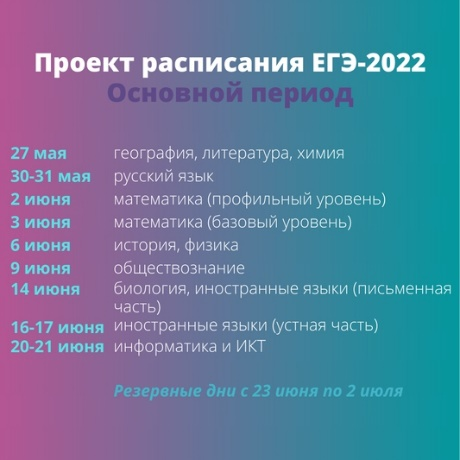 Проект расписания ЕГЭ-2022
Основной период
27 мая география, литература, химия
30-31 мая русский язык
2 июня математика (профильный уровень)
3 июня математика (базовый уровень)
6 июня история, физика
9 июня обществознание
14 июня биология, иностранные языки (письменная
часть)
16-17 июня иностранные языки (устная часть)
20-21 июня информатика и ИКТ
Резервные дни с 23 июня по 2 июля